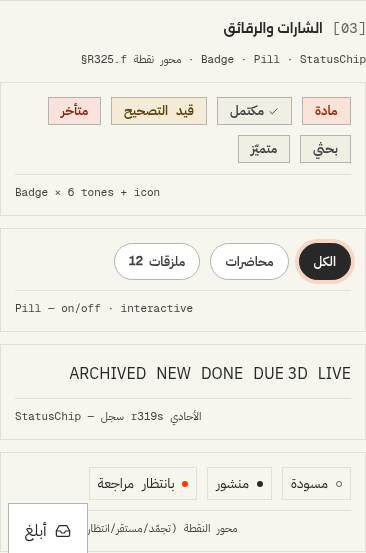 [03] الشارات والرقائق
Badge · Pill · StatusChip · محور نقطة §R325.f
مادة مكتمل قيد التصحيح متأخر
بحثي متميّز
Badge × 6 tones + icon
الكل محاضرات ملزقات 12
Pill — on/off · interactive
ARCHIVED NEW DONE DUE 3D LIVE
StatusChip — سجل r319s الأحادي
مسودة منشور بانتظار مراجعة
محور النقطة (تجمّد/مستقر/انتظار
أبلغ